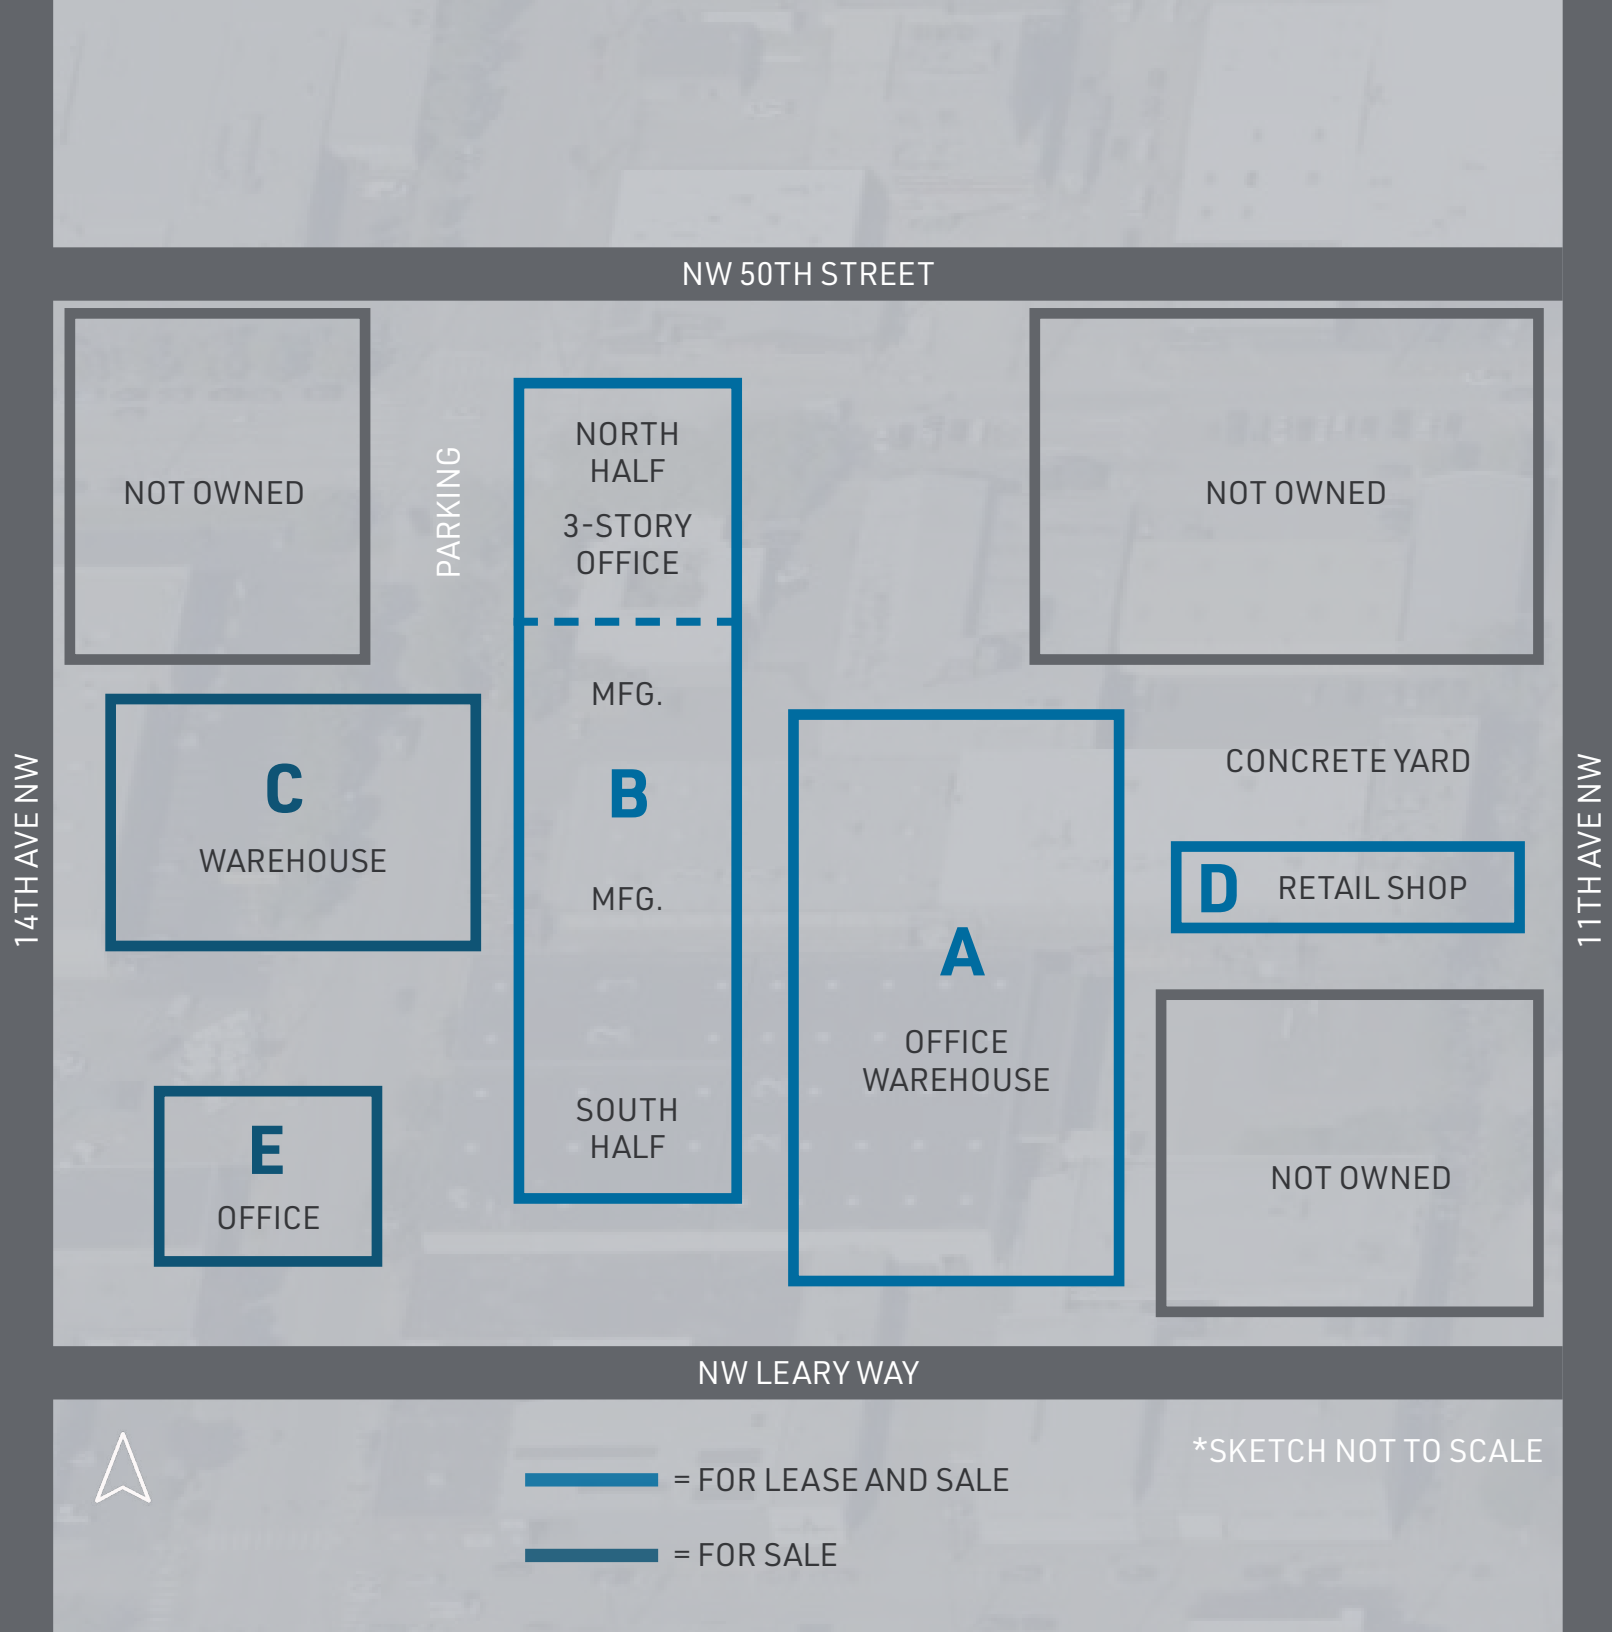 NW 50TH STREET
NOT OWNED
PARKING
NORTH
HALF
3-STORY
OFFICE
NOT OWNED
MFG.
B
MFG.
SOUTH
HALF
C
WAREHOUSE
14TH AVE NW
E
OFFICE
A
OFFICE
WAREHOUSE
CONCRETE YARD
D RETAIL SHOP
11TH AVE NW
NOT OWNED
NW LEARY WAY
*SKETCH NOT TO SCALE
= FOR LEASE AND SALE
= FOR SALE